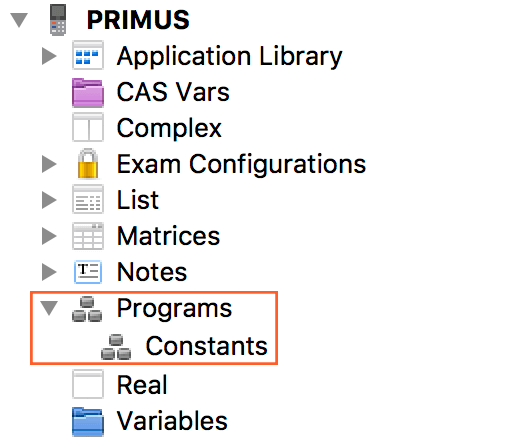 PRIMUS
Application Library
CAS Vars
Complex
Exam Configurations
List
Matrices
Notes
Programs
Constants
Real
Variables